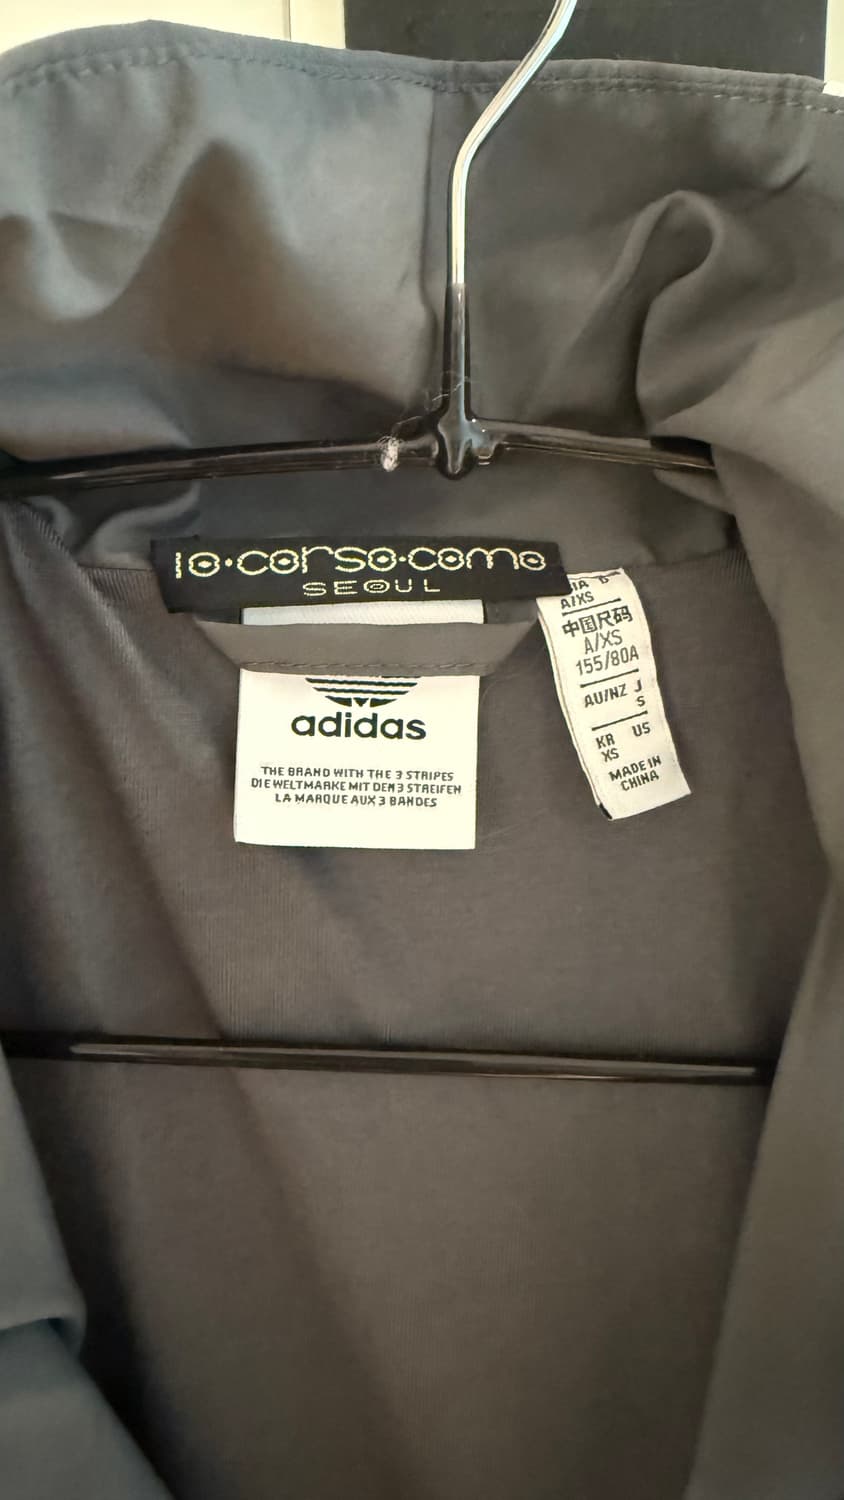 10·corso·como
SEOUL
adidas
THE BRAND WITH THE 3 STRIPES
DIE WELTMARKE MIT DEN 3 STREIFEN
LA MARQUE AUX 3 BANDES
A/XS
中国尺码
A/XS
155/80A
AU/NZ J
S
KR US
XS
MADE IN
CHINA